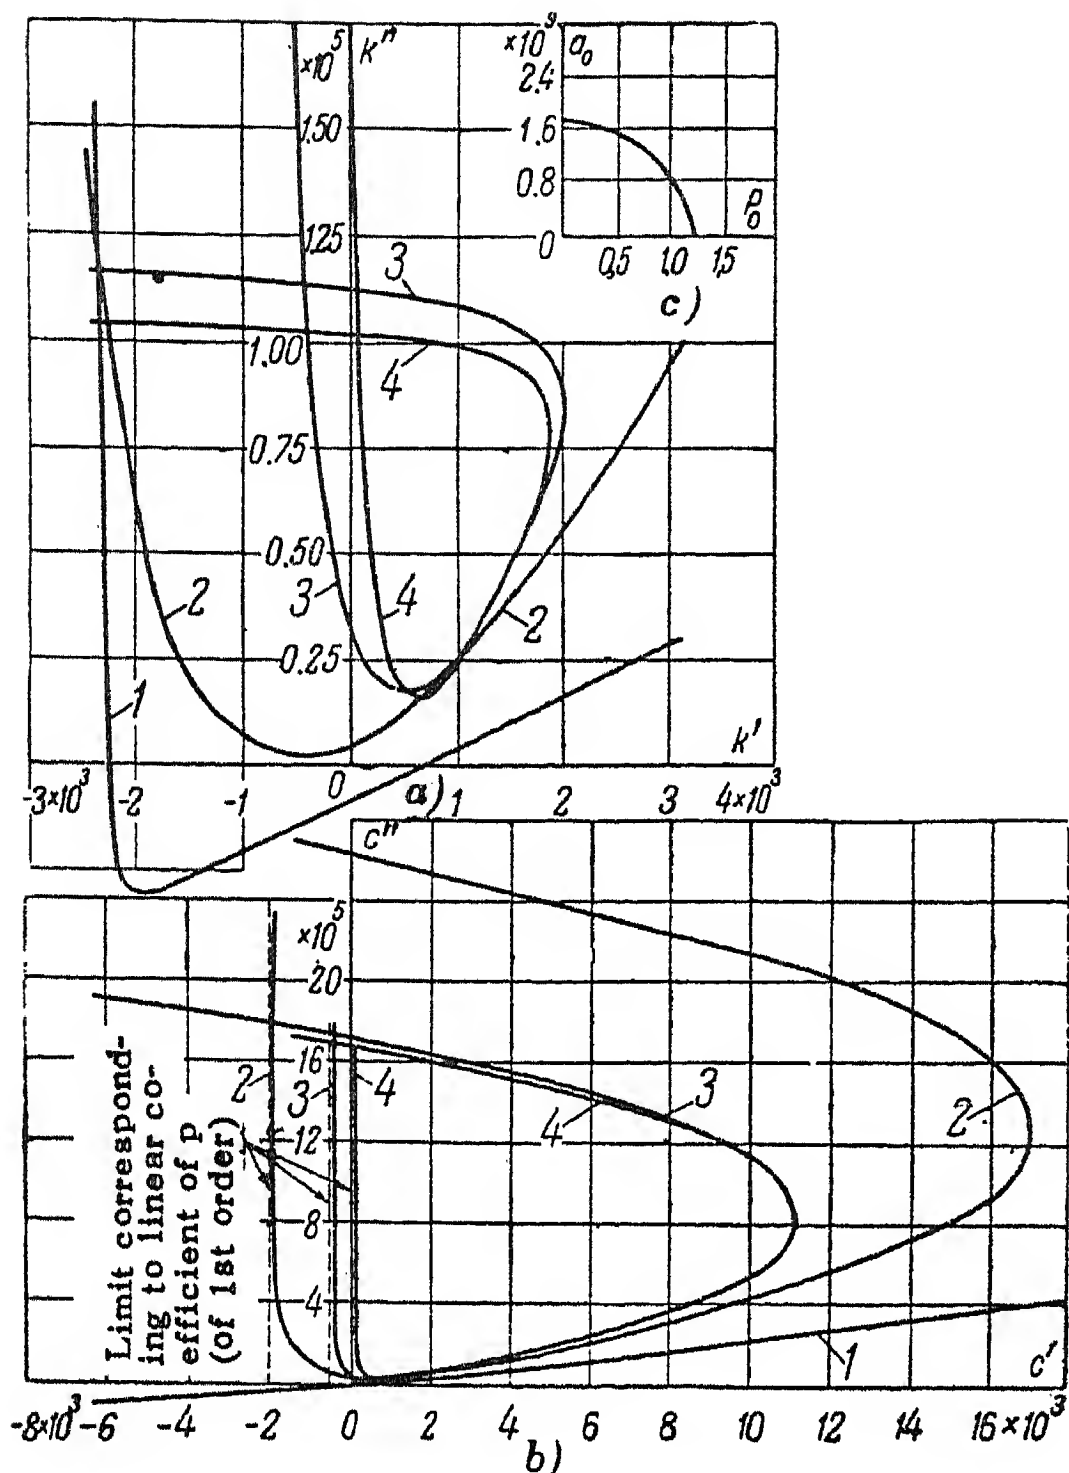 ×10⁵ k"
×10⁹ a₀
2.4
1.6
0.8
0
ρ₀
0,5 1.0 1,5
c)
1.50
1.25
3
1.00
4
0.75
0.50
2
3
4
2
0.25
1
k'
-3×10³ -2 -1 0 a) 1 2 3 4×10³
c"
×10⁵
20
16
2
3
4
4
3
2
12
8
4
1
c'
Limit correspond-
ing to linear co-
efficient of p
(of 1st order)
-8×10³ -6 -4 -2 0 2 4 6 8 10 12 14 16×10³
b)